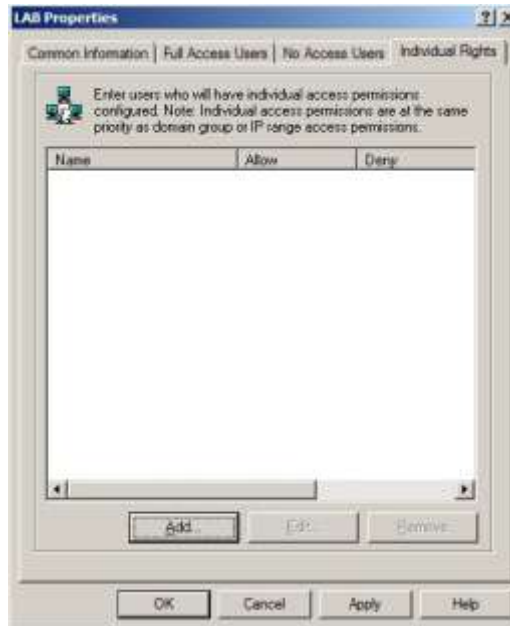 LAB Properties
Common Information Full Access Users No Access Users Individual Rights
Enter users who will have individual access permissions
configured. Note: Individual access permissions are at the same
priority as domain group or IP range access permissions.
Name Allow Deny
Add... Edit... Remove...
OK Cancel Apply Help